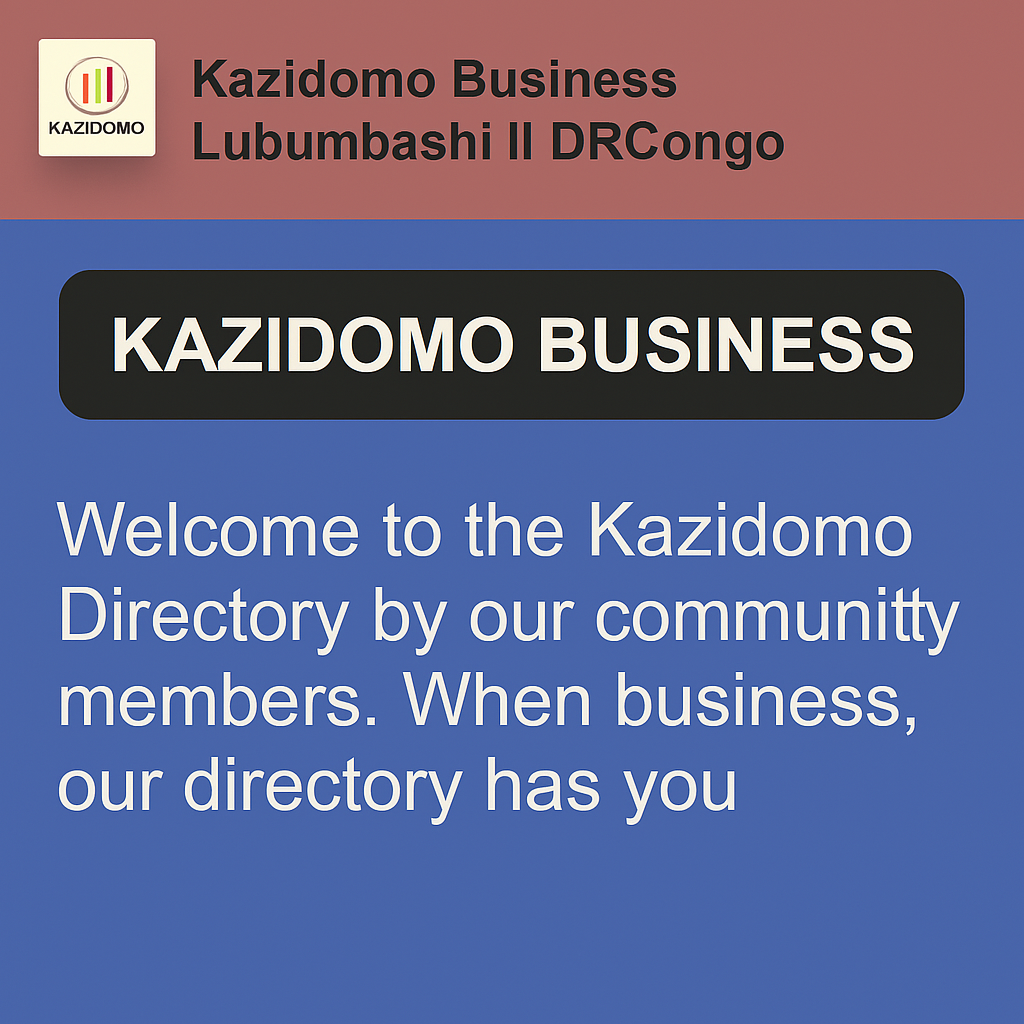 KAZIDOMO
Kazidomo Business
Lubumbashi II DRCongo
KAZIDOMO BUSINESS
Welcome to the Kazidomo
Directory by our communitty
members. When business,
our directory has you